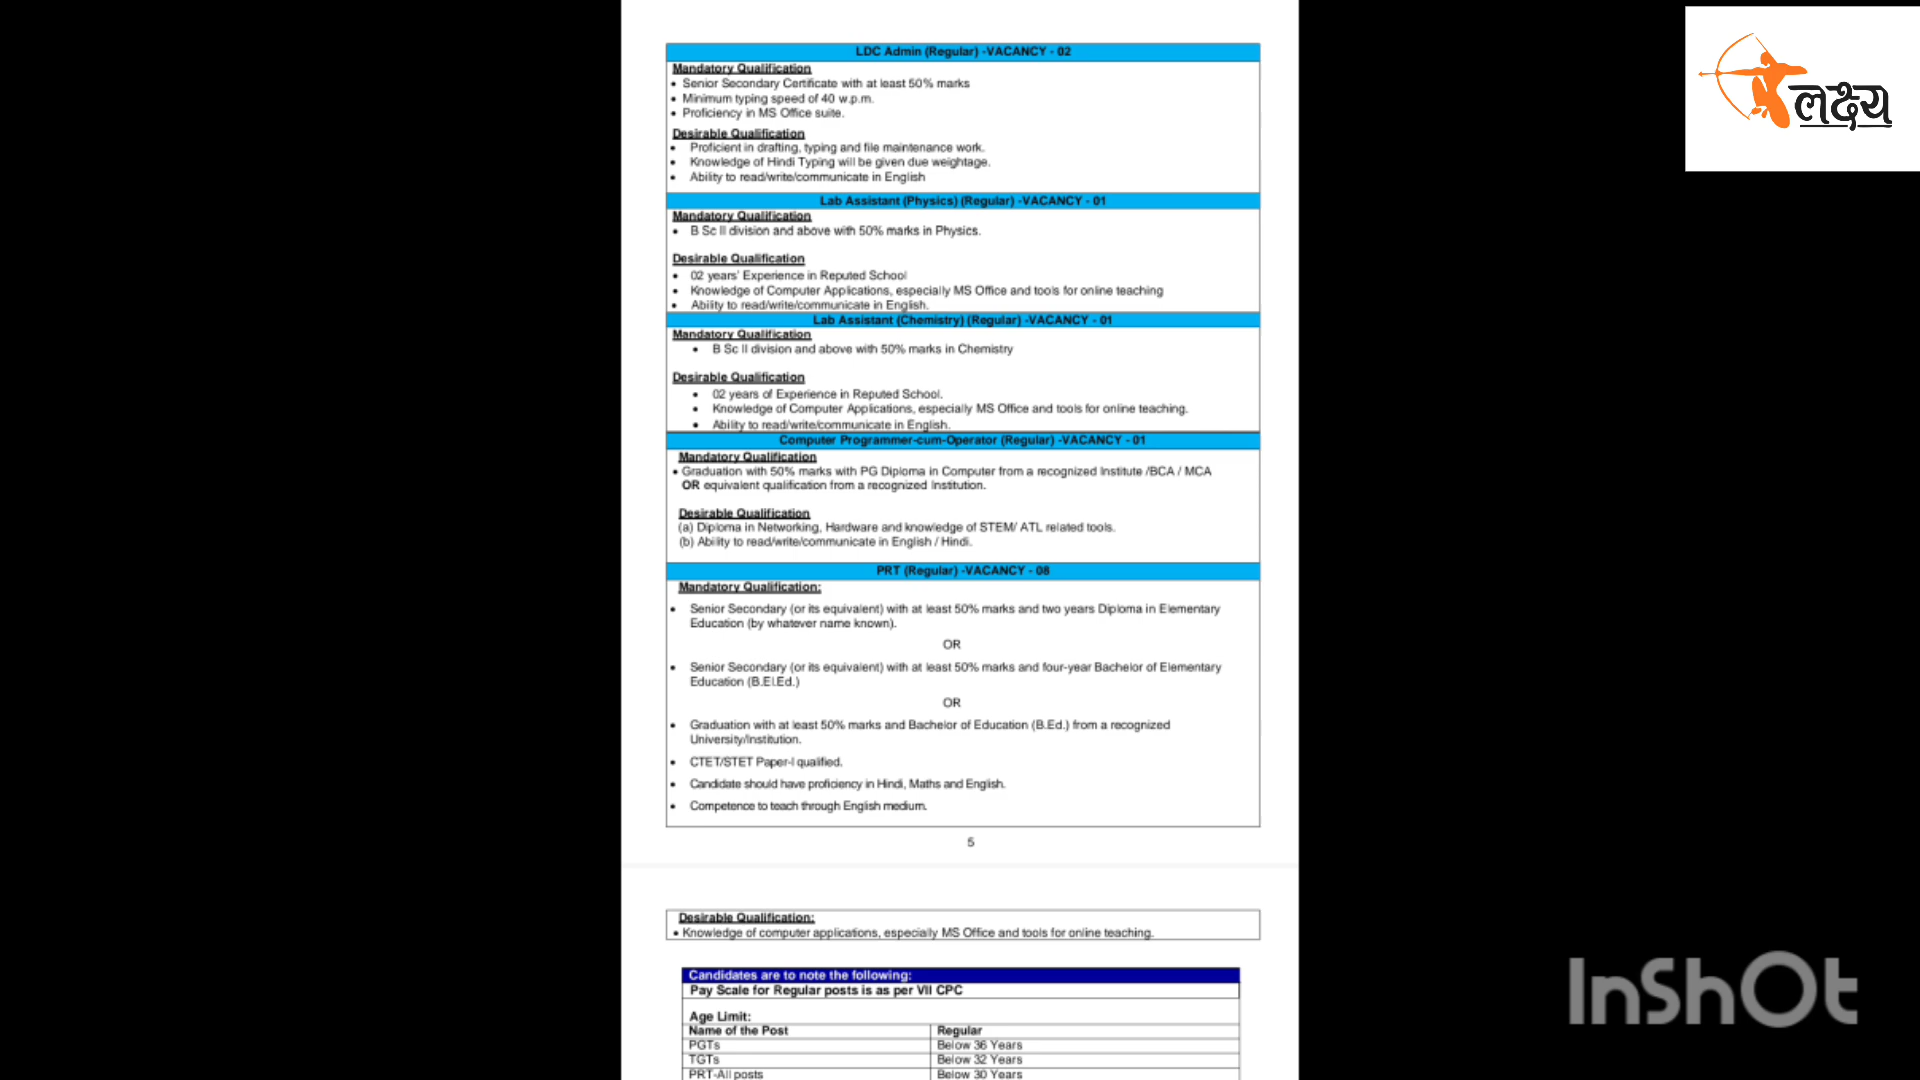 LDC Admin (Regular) -VACANCY - 02
Mandatory Qualification
• Senior Secondary Certificate with at least 50% marks
• Minimum typing speed of 40 w.p.m.
• Proficiency in MS Office suite.
Desirable Qualification
• Proficient in drafting, typing and file maintenance work.
• Knowledge of Hindi Typing will be given due weightage.
• Ability to read/write/communicate in English
Lab Assistant (Physics) (Regular) -VACANCY - 01
Mandatory Qualification
• B Sc II division and above with 50% marks in Physics.
Desirable Qualification
• 02 years' Experience in Reputed School
• Knowledge of Computer Applications, especially MS Office and tools for online teaching
• Ability to read/write/communicate in English.
Lab Assistant (Chemistry) (Regular) -VACANCY - 01
Mandatory Qualification
• B Sc II division and above with 50% marks in Chemistry
Desirable Qualification
• 02 years of Experience in Reputed School.
• Knowledge of Computer Applications, especially MS Office and tools for online teaching.
• Ability to read/write/communicate in English.
Computer Programmer-cum-Operator (Regular) -VACANCY - 01
Mandatory Qualification
• Graduation with 50% marks with PG Diploma in Computer from a recognized Institute /BCA / MCA
OR equivalent qualification from a recognized Institution.
Desirable Qualification
(a) Diploma in Networking, Hardware and knowledge of STEM/ ATL related tools.
(b) Ability to read/write/communicate in English / Hindi.
PRT (Regular) -VACANCY - 08
Mandatory Qualification:
• Senior Secondary (or its equivalent) with at least 50% marks and two years Diploma in Elementary
Education (by whatever name known).
OR
• Senior Secondary (or its equivalent) with at least 50% marks and four-year Bachelor of Elementary
Education (B.El.Ed.)
OR
• Graduation with at least 50% marks and Bachelor of Education (B.Ed.) from a recognized
University/Institution.
• CTET/STET Paper-I qualified.
• Candidate should have proficiency in Hindi, Maths and English.
• Competence to teach through English medium.
5
Desirable Qualification:
• Knowledge of computer applications, especially MS Office and tools for online teaching.
Candidates are to note the following:
Pay Scale for Regular posts is as per VII CPC
Age Limit:
Name of the Post Regular
PGTs Below 36 Years
TGTs Below 32 Years
PRT-All posts Below 30 Years
लक्ष्य
InShOt